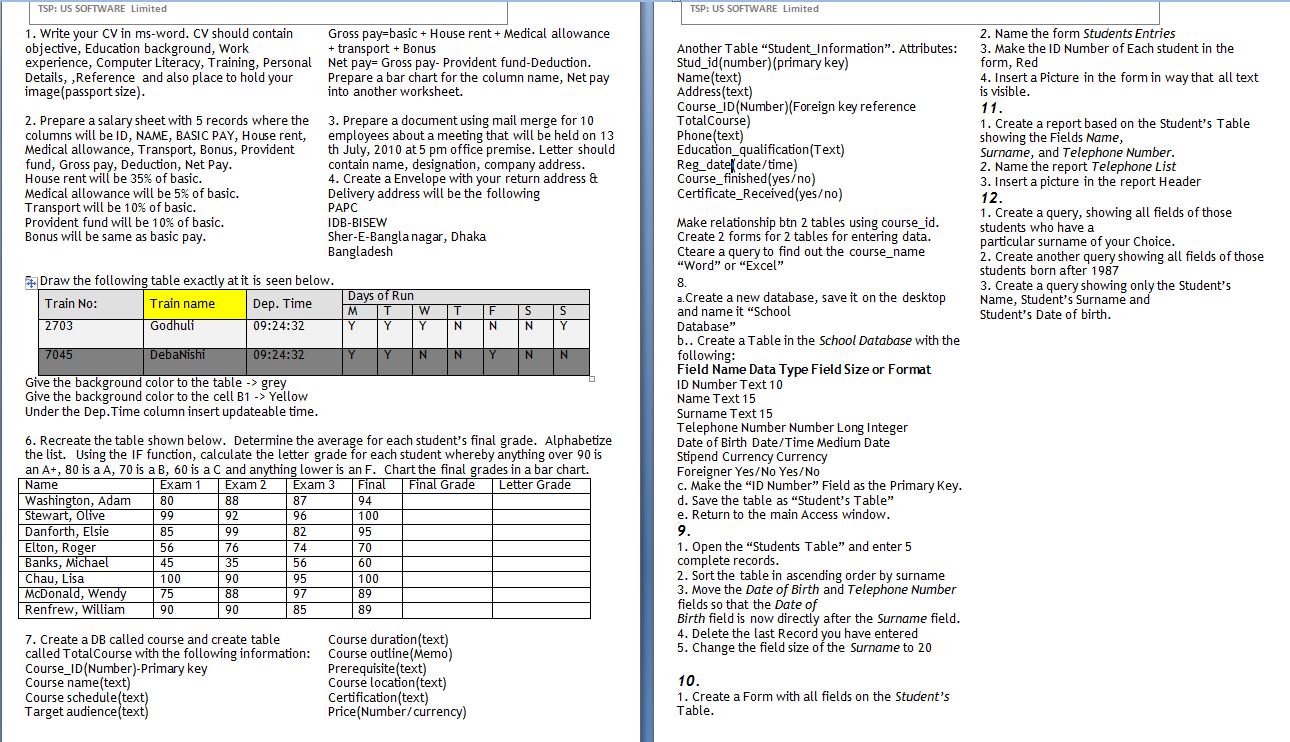 TSP: US SOFTWARE Limited
1. Write your CV in ms-word. CV should contain
objective, Education background, Work
experience, Computer Literacy, Training, Personal
Details, ,Reference and also place to hold your
image(passport size).
2. Prepare a salary sheet with 5 records where the
columns will be ID, NAME, BASIC PAY, House rent,
Medical allowance, Transport, Bonus, Provident
fund, Gross pay, Deduction, Net Pay.
House rent will be 35% of basic.
Medical allowance will be 5% of basic.
Transport will be 10% of basic.
Provident fund will be 10% of basic.
Bonus will be same as basic pay.
Gross pay=basic + House rent + Medical allowance
+ transport + Bonus
Net pay= Gross pay- Provident fund-Deduction.
Prepare a bar chart for the column name, Net pay
into another worksheet.
3. Prepare a document using mail merge for 10
employees about a meeting that will be held on 13
th July, 2010 at 5 pm office premise. Letter should
contain name, designation, company address.
4. Create a Envelope with your return address &
Delivery address will be the following
PAPC
IDB-BISEW
Sher-E-Bangla nagar, Dhaka
Bangladesh
Draw the following table exactly at it is seen below.
Train No: Train name Dep. Time Days of Run
M T W T F S S
2703 Godhuli 09:24:32 Y Y Y N N N Y
7045 DebaNishi 09:24:32 Y Y N N Y N N
Give the background color to the table -> grey
Give the background color to the cell B1 -> Yellow
Under the Dep.Time column insert updateable time.
6. Recreate the table shown below. Determine the average for each student's final grade. Alphabetize
the list. Using the IF function, calculate the letter grade for each student whereby anything over 90 is
an A+, 80 is a A, 70 is a B, 60 is a C and anything lower is an F. Chart the final grades in a bar chart.
Name Exam 1 Exam 2 Exam 3 Final Final Grade Letter Grade
Washington, Adam 80 88 87 94
Stewart, Olive 99 92 96 100
Danforth, Elsie 85 99 82 95
Elton, Roger 56 76 74 70
Banks, Michael 45 35 56 60
Chau, Lisa 100 90 95 100
McDonald, Wendy 75 88 97 89
Renfrew, William 90 90 85 89
7. Create a DB called course and create table
called TotalCourse with the following information:
Course_ID(Number)-Primary key
Course name(text)
Course schedule(text)
Target audience(text)
Course duration(text)
Course outline(Memo)
Prerequisite(text)
Course location(text)
Certification(text)
Price(Number/currency)
TSP: US SOFTWARE Limited
Another Table “Student_Information”. Attributes:
Stud_id(number)(primary key)
Name(text)
Address(text)
Course_ID(Number)(Foreign key reference
TotalCourse)
Phone(text)
Education_qualification(Text)
Reg_date(date/time)
Course_finished(yes/no)
Certificate_Received(yes/no)
Make relationship btn 2 tables using course_id.
Create 2 forms for 2 tables for entering data.
Cteare a query to find out the course_name
“Word” or “Excel”
8.
a.Create a new database, save it on the desktop
and name it “School
Database”
b.. Create a Table in the School Database with the
following:
Field Name Data Type Field Size or Format
ID Number Text 10
Name Text 15
Surname Text 15
Telephone Number Number Long Integer
Date of Birth Date/Time Medium Date
Stipend Currency Currency
Foreigner Yes/No Yes/No
c. Make the “ID Number” Field as the Primary Key.
d. Save the table as “Student's Table”
e. Return to the main Access window.
9.
1. Open the “Students Table” and enter 5
complete records.
2. Sort the table in ascending order by surname
3. Move the Date of Birth and Telephone Number
fields so that the Date of
Birth field is now directly after the Surname field.
4. Delete the last Record you have entered
5. Change the field size of the Surname to 20
10.
1. Create a Form with all fields on the Student's
Table.
2. Name the form Students Entries
3. Make the ID Number of Each student in the
form, Red
4. Insert a Picture in the form in way that all text
is visible.
11.
1. Create a report based on the Student's Table
showing the Fields Name,
Surname, and Telephone Number.
2. Name the report Telephone List
3. Insert a picture in the report Header
12.
1. Create a query, showing all fields of those
students who have a
particular surname of your Choice.
2. Create another query showing all fields of those
students born after 1987
3. Create a query showing only the Student's
Name, Student's Surname and
Student's Date of birth.